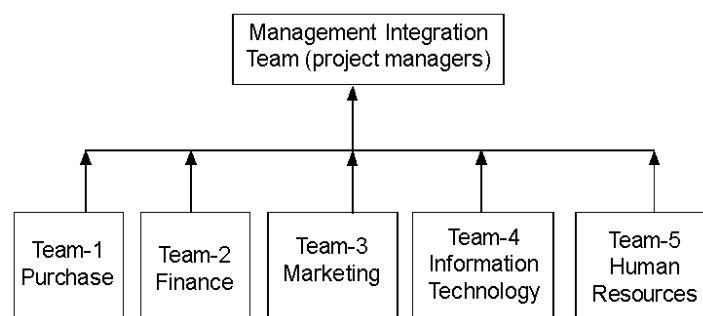 Management Integration
Team (project managers)
Team-1
Purchase
Team-2
Finance
Team-3
Marketing
Team-4
Information
Technology
Team-5
Human
Resources